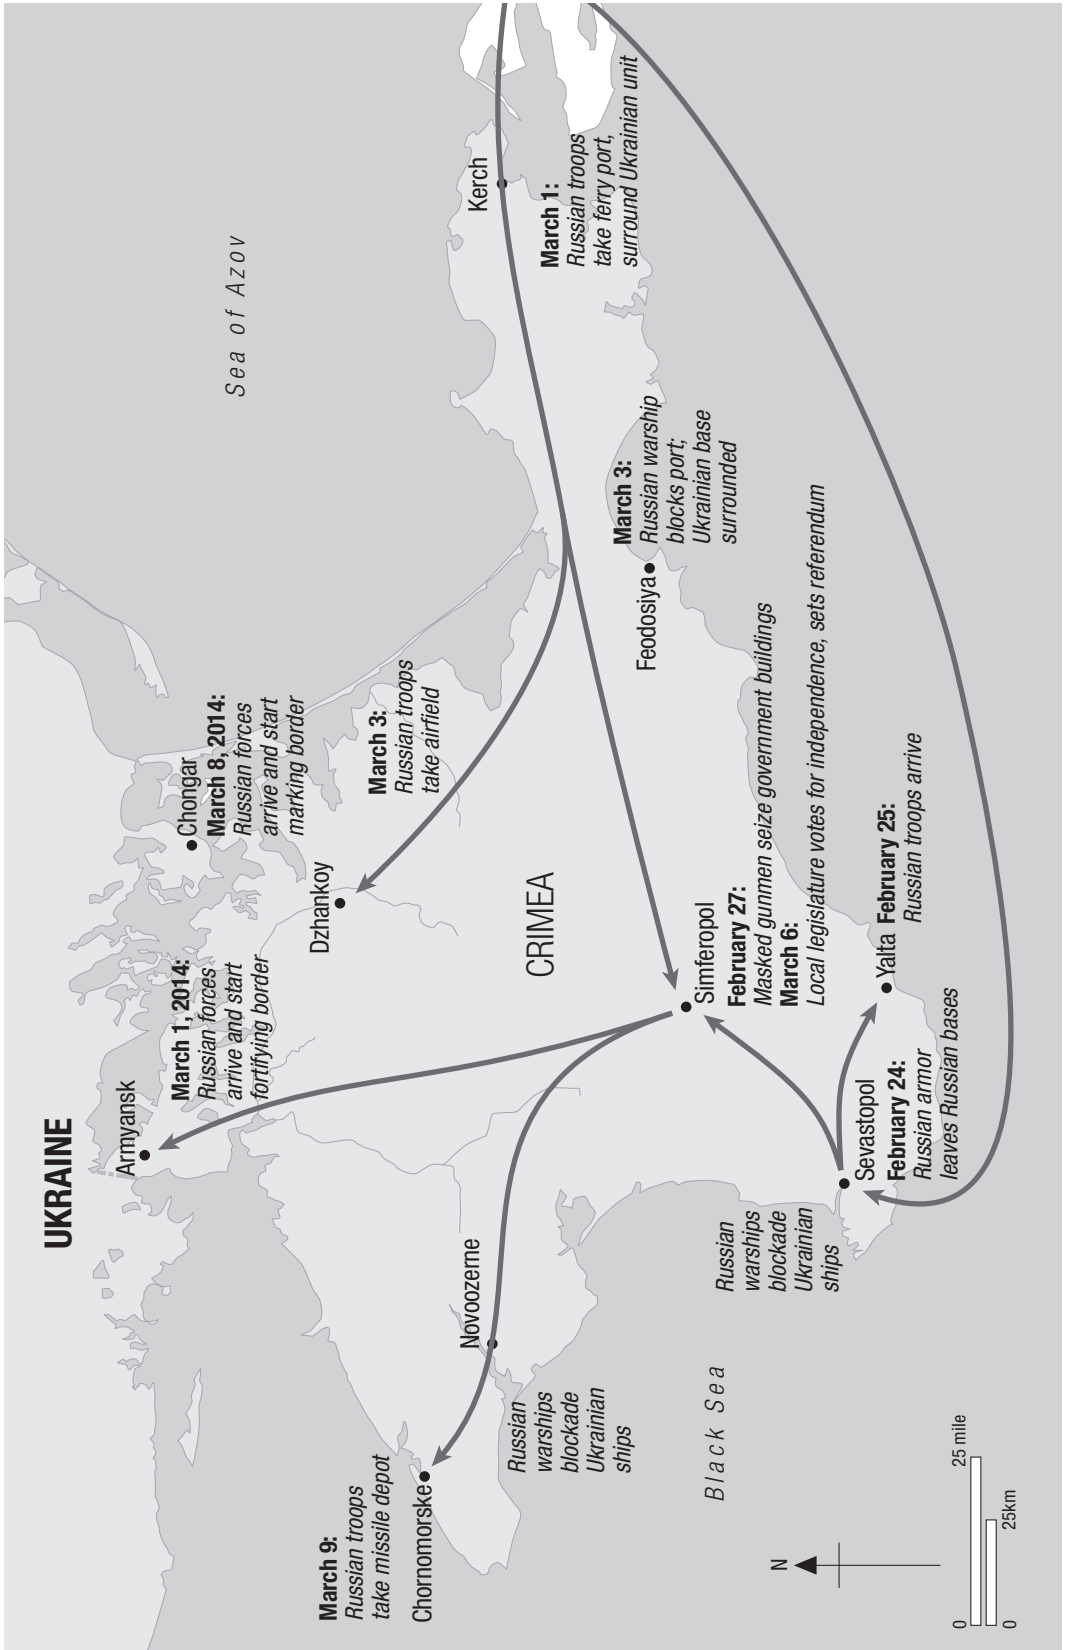 UKRAINE
Armyansk
March 1, 2014:
Russian forces
arrive and start
fortifying border
Chongar
March 8, 2014:
Russian forces
arrive and start
marking border
Sea of Azov
Dzhankoy
March 3:
Russian troops
take airfield
Kerch
March 1:
Russian troops
take ferry port,
surround Ukrainian unit
March 9:
Russian troops
take missile depot
Chornomorske
Novoozerne
Russian
warships
blockade
Ukrainian
ships
CRIMEA
Feodosiya
March 3:
Russian warship
blocks port;
Ukrainian base
surrounded
Simferopol
February 27:
Masked gunmen seize government buildings
March 6:
Local legislature votes for independence, sets referendum
Russian
warships
blockade
Ukrainian
ships
Sevastopol
February 24:
Russian armor
leaves Russian bases
Yalta
February 25:
Russian troops arrive
Black Sea
N
0
25 mile
0
25km